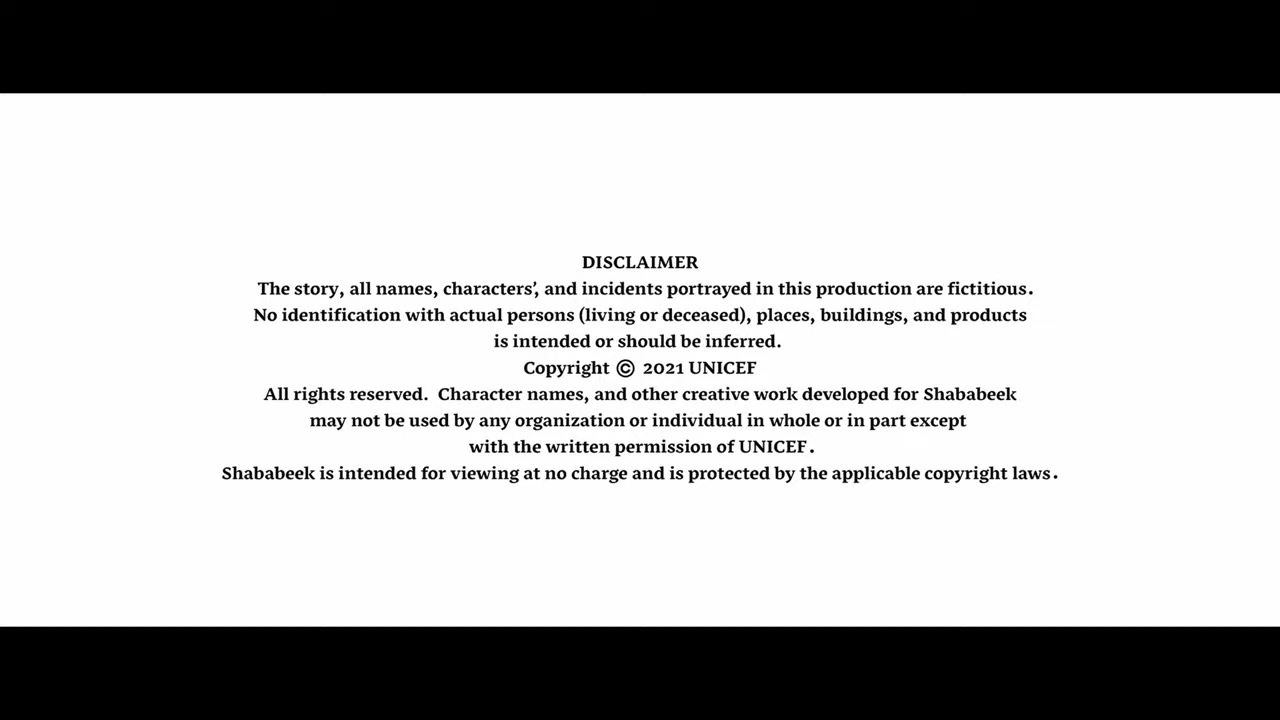 DISCLAIMER
The story, all names, characters’, and incidents portrayed in this production are fictitious.
No identification with actual persons (living or deceased), places, buildings, and products
is intended or should be inferred.
Copyright © 2021 UNICEF
All rights reserved.  Character names, and other creative work developed for Shababeek
may not be used by any organization or individual in whole or in part except
with the written permission of UNICEF.
Shababeek is intended for viewing at no charge and is protected by the applicable copyright laws.